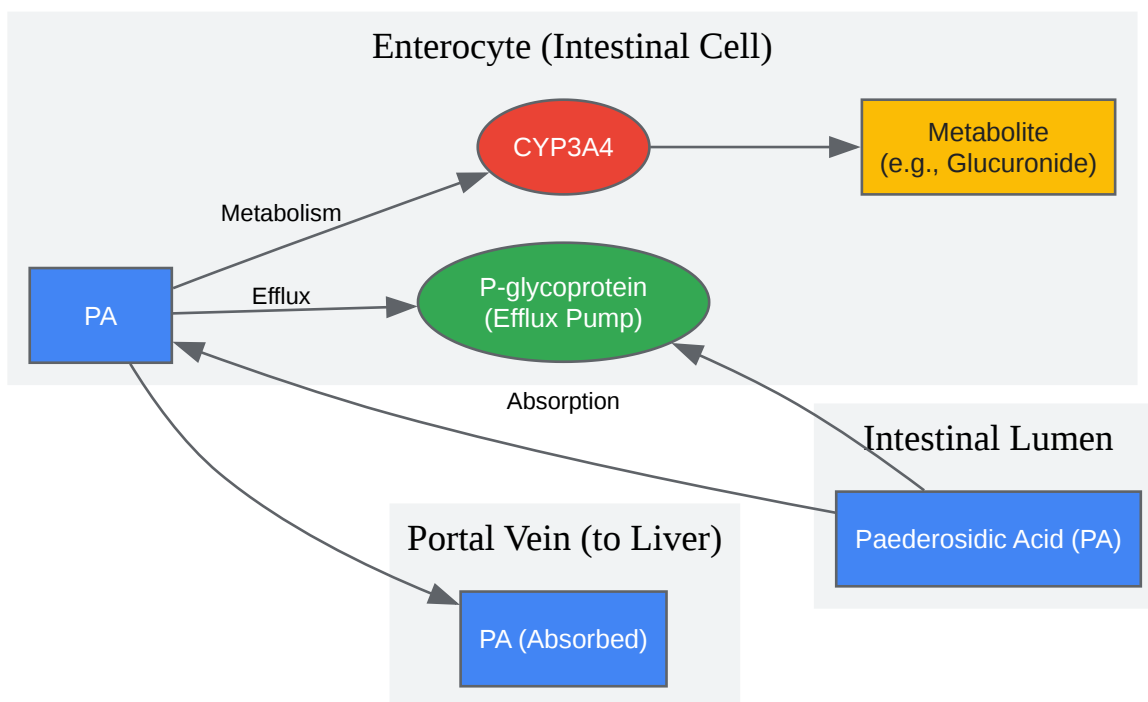 Enterocyte (Intestinal Cell)
CYP3A4
Metabolite
(e.g., Glucuronide)
Metabolism
Efflux
P-glycoprotein
(Efflux Pump)
PA
Absorption
Intestinal Lumen
Paederosidic Acid (PA)
Portal Vein (to Liver)
PA (Absorbed)